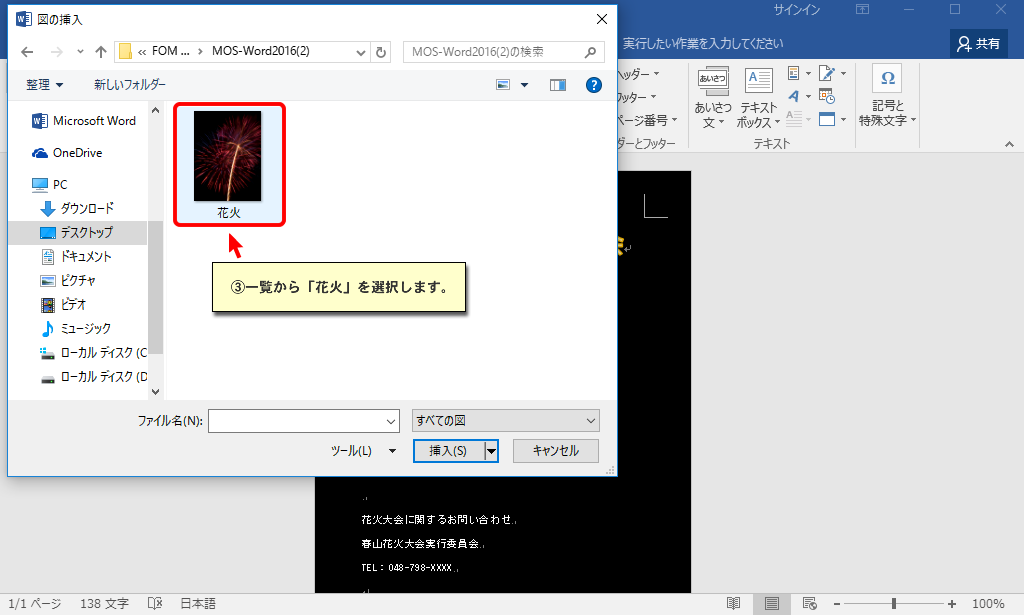 図の挿入
サインイン
« FOM ... › MOS-Word2016(2)
MOS-Word2016(2)の検索
実行したい作業を入力してください
共有
整理
新しいフォルダー
Microsoft Word
OneDrive
PC
ダウンロード
デスクトップ
ドキュメント
ピクチャ
ビデオ
ミュージック
ローカル ディスク (C
ローカル ディスク (D
花火
③一覧から「花火」を選択します。
ファイル名(N):
すべての図
ツール(L)
挿入(S)
キャンセル
ヘッダー
フッター
ページ番号
ダーとフッター
あいさつ
あいさつ
文
テキスト
ボックス
テキスト
Ω
記号と
特殊文字
花火大会に関するお問い合わせ
春山花火大会実行委員会
TEL：048-798-XXXX
1/1 ページ
138 文字
日本語
100%